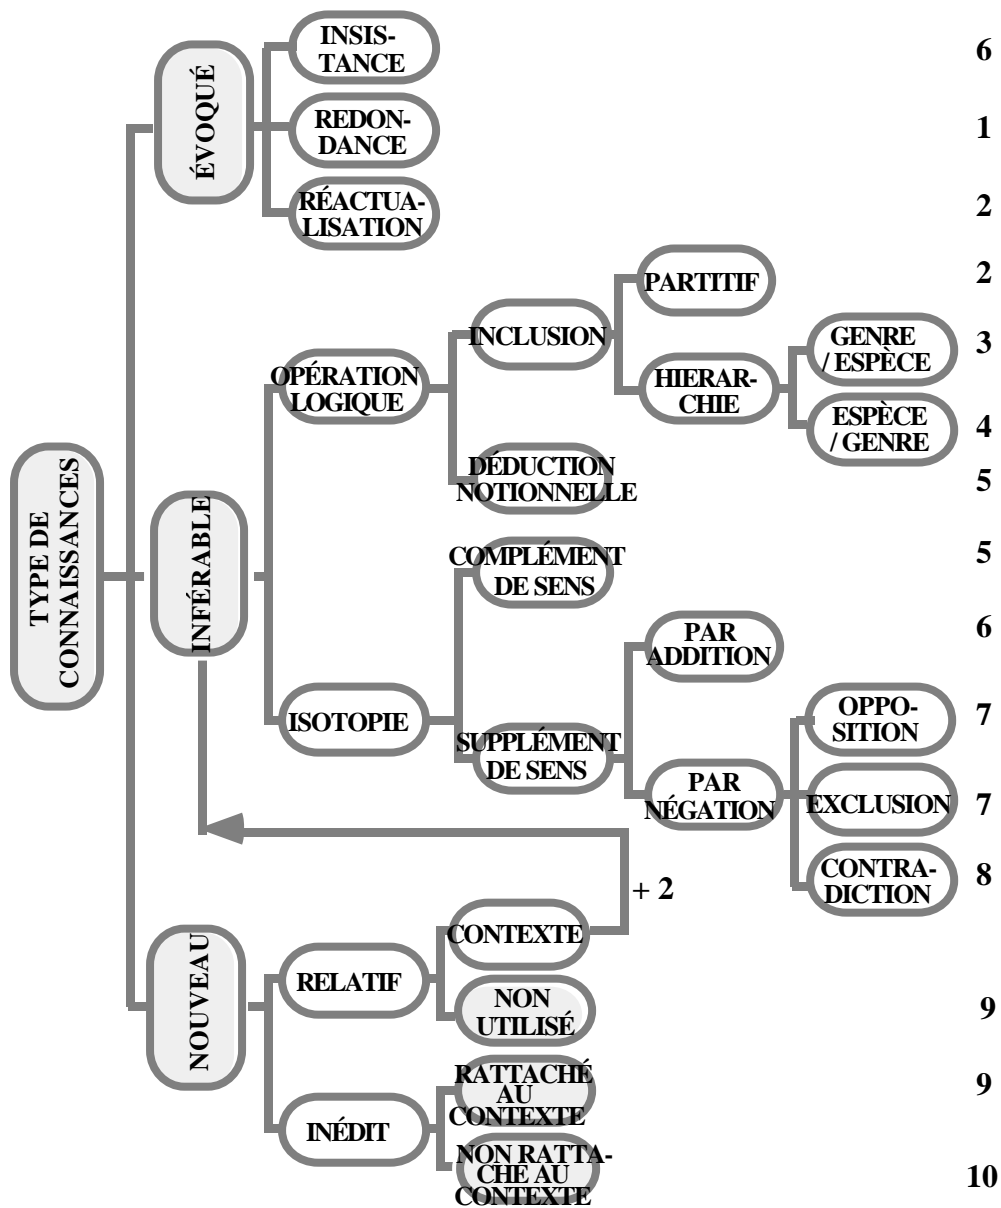 INSIS-
TANCE
6
REDON-
DANCE
1
ÉVOQUÉ
RÉACTUA-
LISATION
2
PARTITIF
2
INCLUSION
GENRE
/ ESPÈCE
3
OPÉRATION
LOGIQUE
HIERAR-
CHIE
ESPÈCE
/ GENRE
4
DÉDUCTION
NOTIONNELLE
5
TYPE DE
CONNAISSANCES
INFÉRABLE
COMPLÉMENT
DE SENS
5
PAR
ADDITION
6
ISOTOPIE
OPPO-
SITION
7
SUPPLÉMENT
DE SENS
PAR
NÉGATION
EXCLUSION
7
CONTRA-
DICTION
8
+ 2
CONTEXTE
NOUVEAU
RELATIF
NON
UTILISÉ
9
RATTACHÉ
AU
CONTEXTE
9
INÉDIT
NON RATTA-
CHÉ AU
CONTEXTE
10